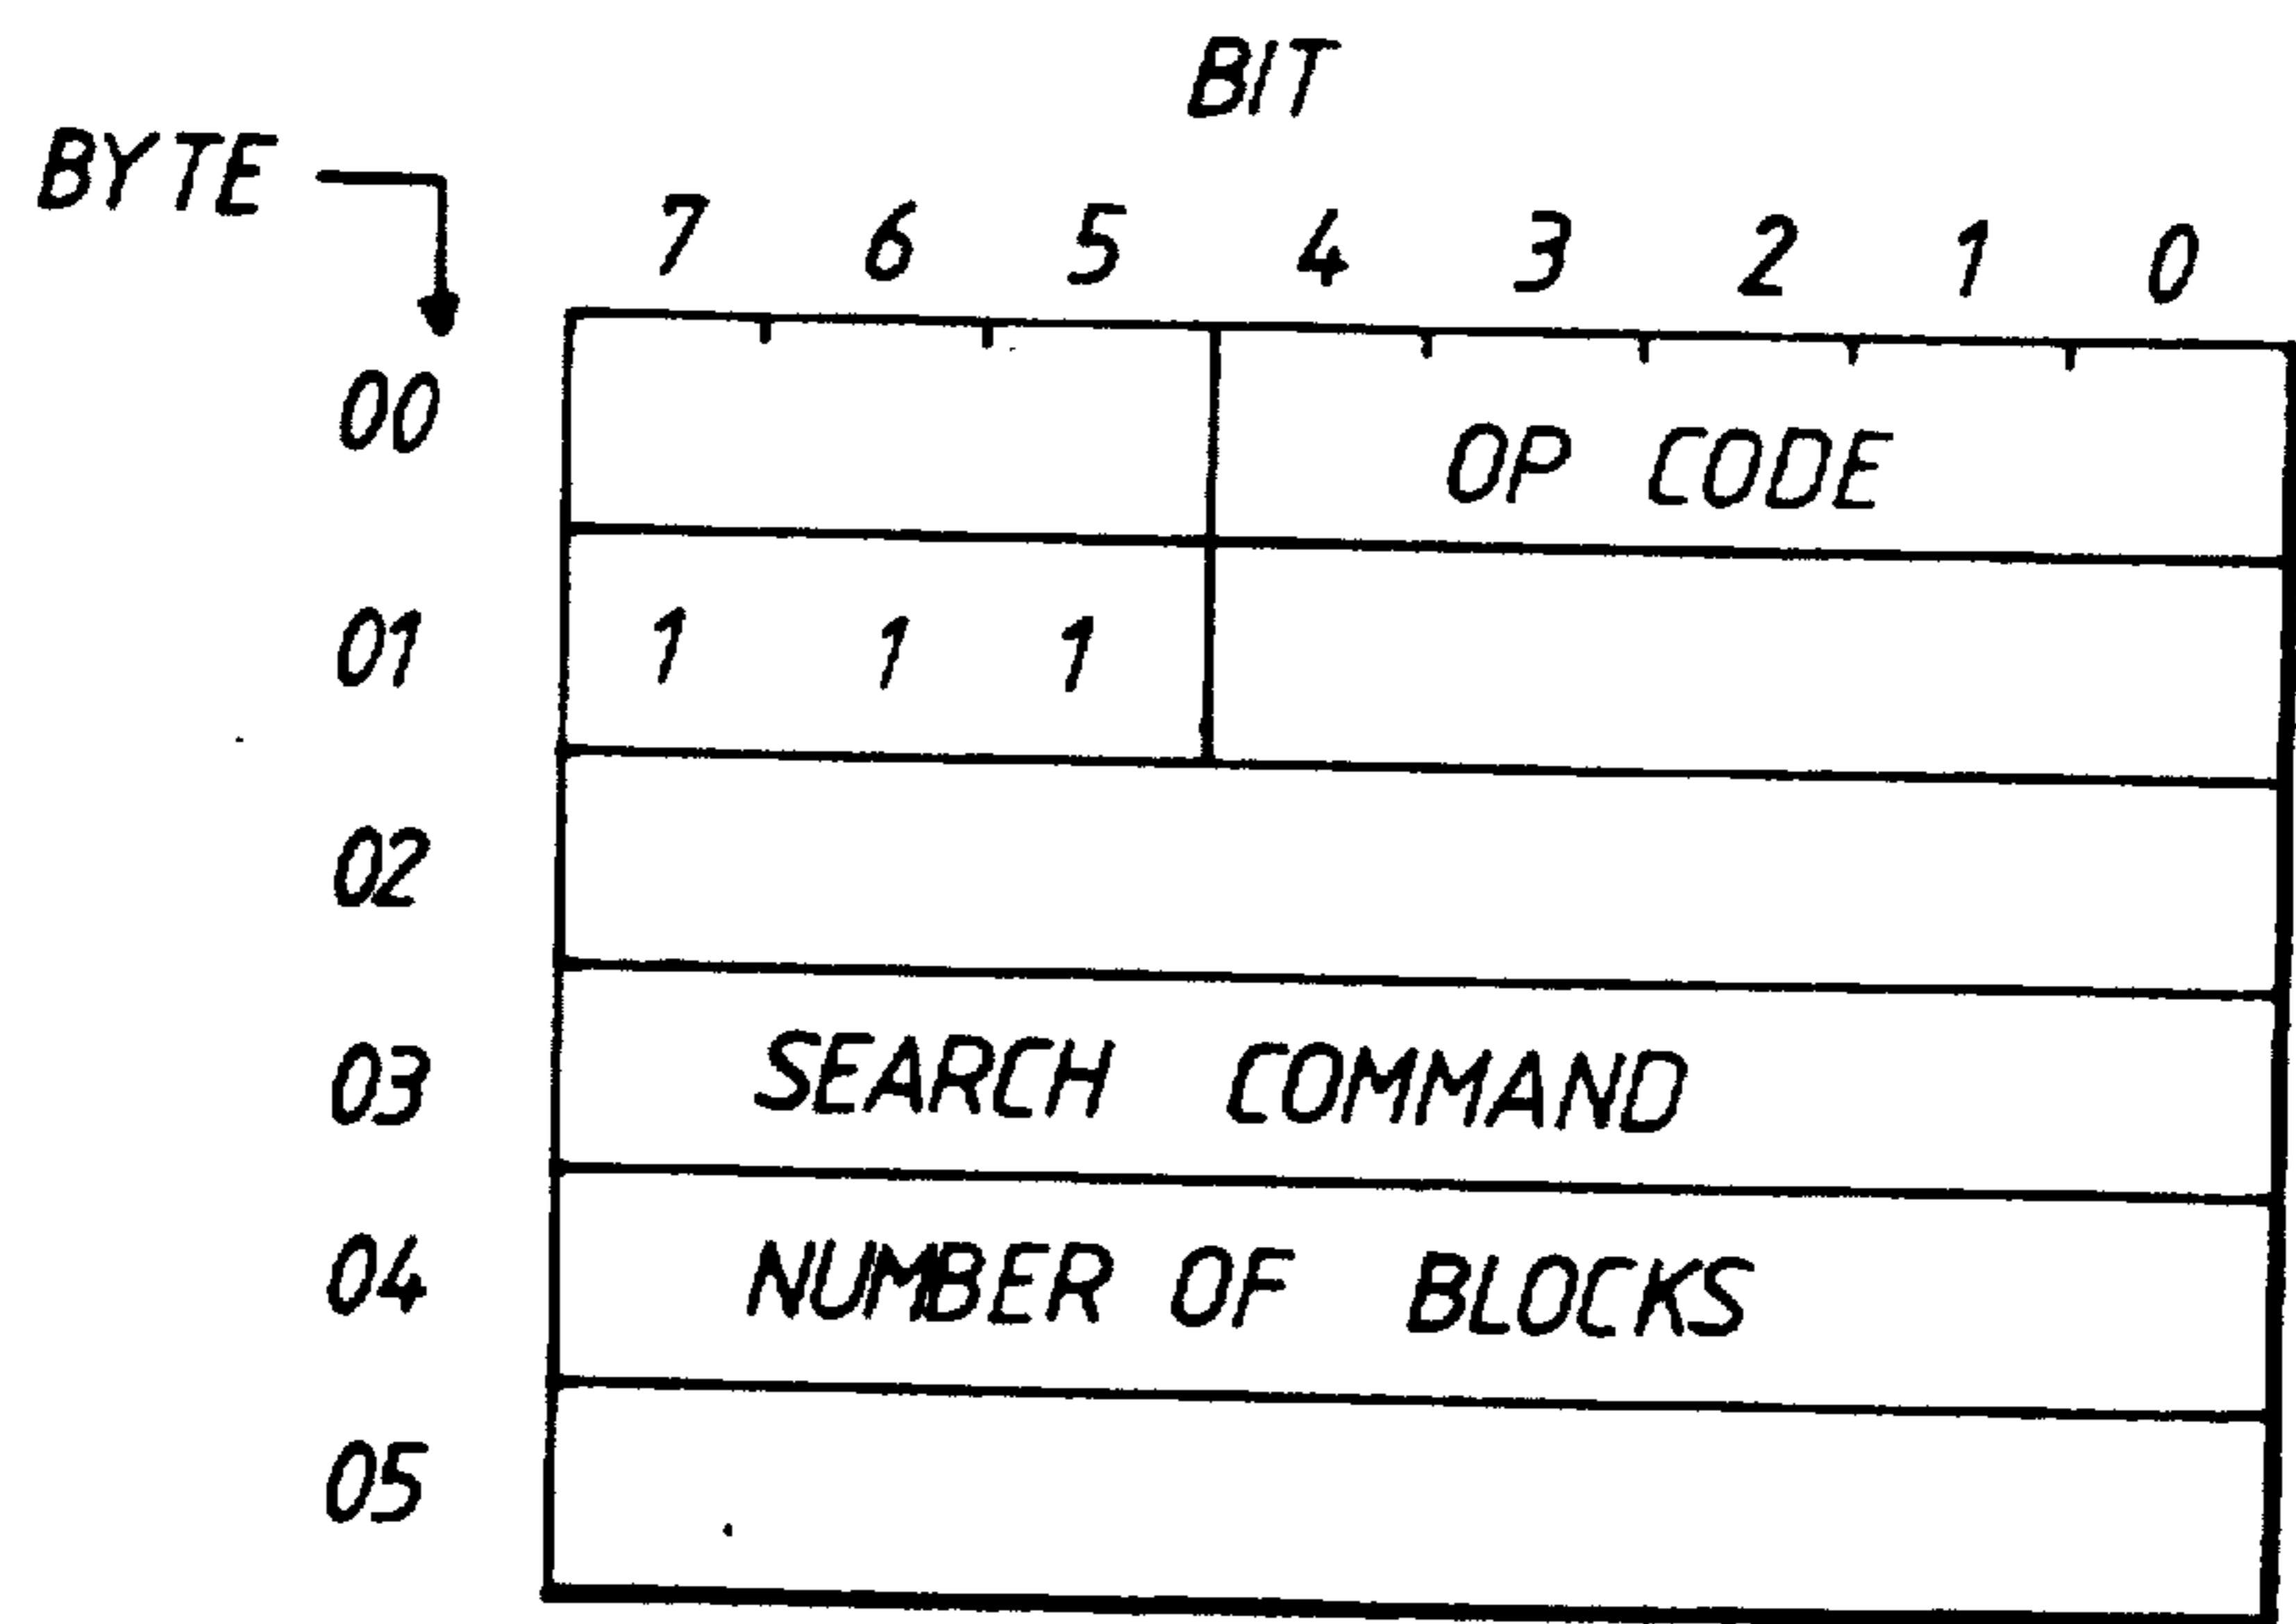 BIT
BYTE
7 6 5 4 3 2 1 0
00 OP CODE
01 1 1 1
02
03 SEARCH COMMAND
04 NUMBER OF BLOCKS
05